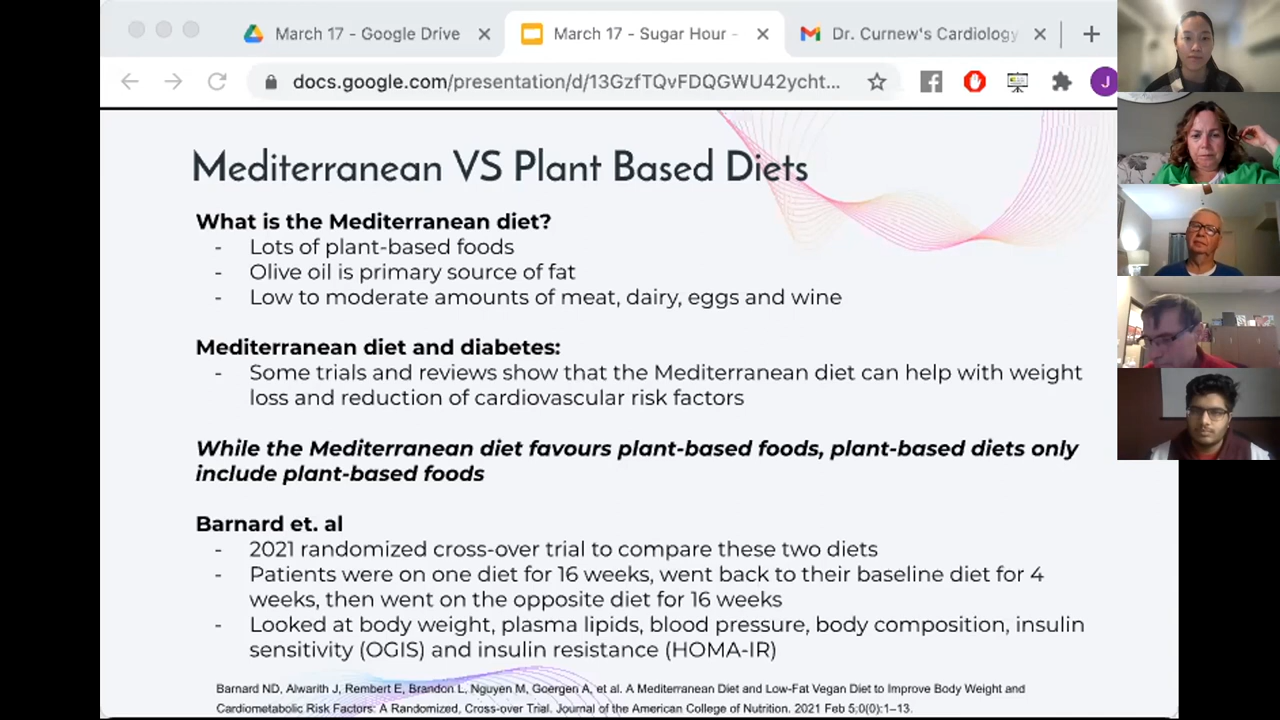 March 17 - Google Drive
March 17 - Sugar Hour -
Dr. Curnew's Cardiology
docs.google.com/presentation/d/13GzfTQvFDQGWU42ycht...
J
Mediterranean VS Plant Based Diets
What is the Mediterranean diet?
- Lots of plant-based foods
- Olive oil is primary source of fat
- Low to moderate amounts of meat, dairy, eggs and wine
Mediterranean diet and diabetes:
- Some trials and reviews show that the Mediterranean diet can help with weight
loss and reduction of cardiovascular risk factors
While the Mediterranean diet favours plant-based foods, plant-based diets only
include plant-based foods
Barnard et. al
- 2021 randomized cross-over trial to compare these two diets
- Patients were on one diet for 16 weeks, went back to their baseline diet for 4
weeks, then went on the opposite diet for 16 weeks
- Looked at body weight, plasma lipids, blood pressure, body composition, insulin
sensitivity (OGIS) and insulin resistance (HOMA-IR)
Barnard ND, Alwarith J, Rembert E, Brandon L, Nguyen M, Goergen A, et al. A Mediterranean Diet and Low-Fat Vegan Diet to Improve Body Weight and
Cardiometabolic Risk Factors: A Randomized, Cross-over Trial. Journal of the American College of Nutrition. 2021 Feb 5;0(0):1–13.